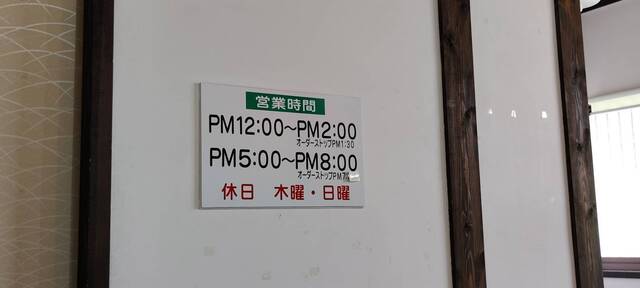 営業時間
PM12:00～PM2:00
オーダーストップPM1:30
PM5:00～PM8:00
オーダーストップPM7
休日 木曜・日曜